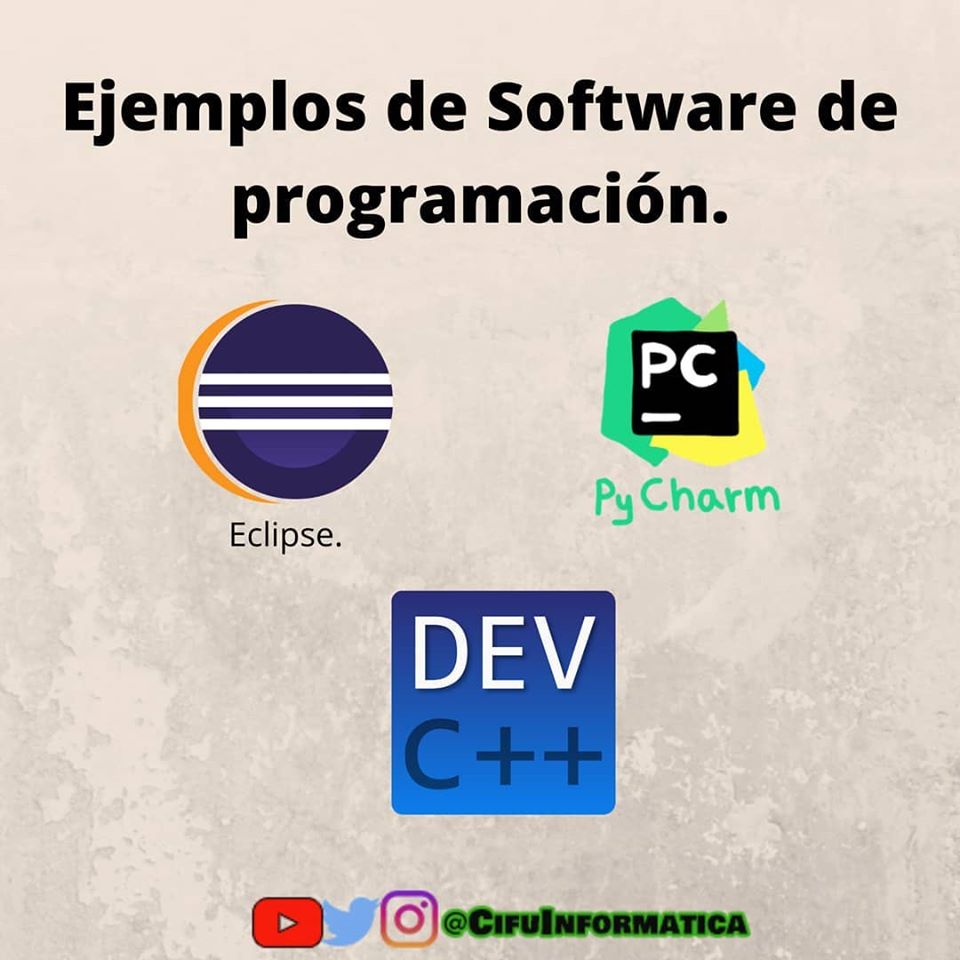 Ejemplos de Software de
programación.
PC
PyCharm
Eclipse.
DEV
C++
@CifuInformatica